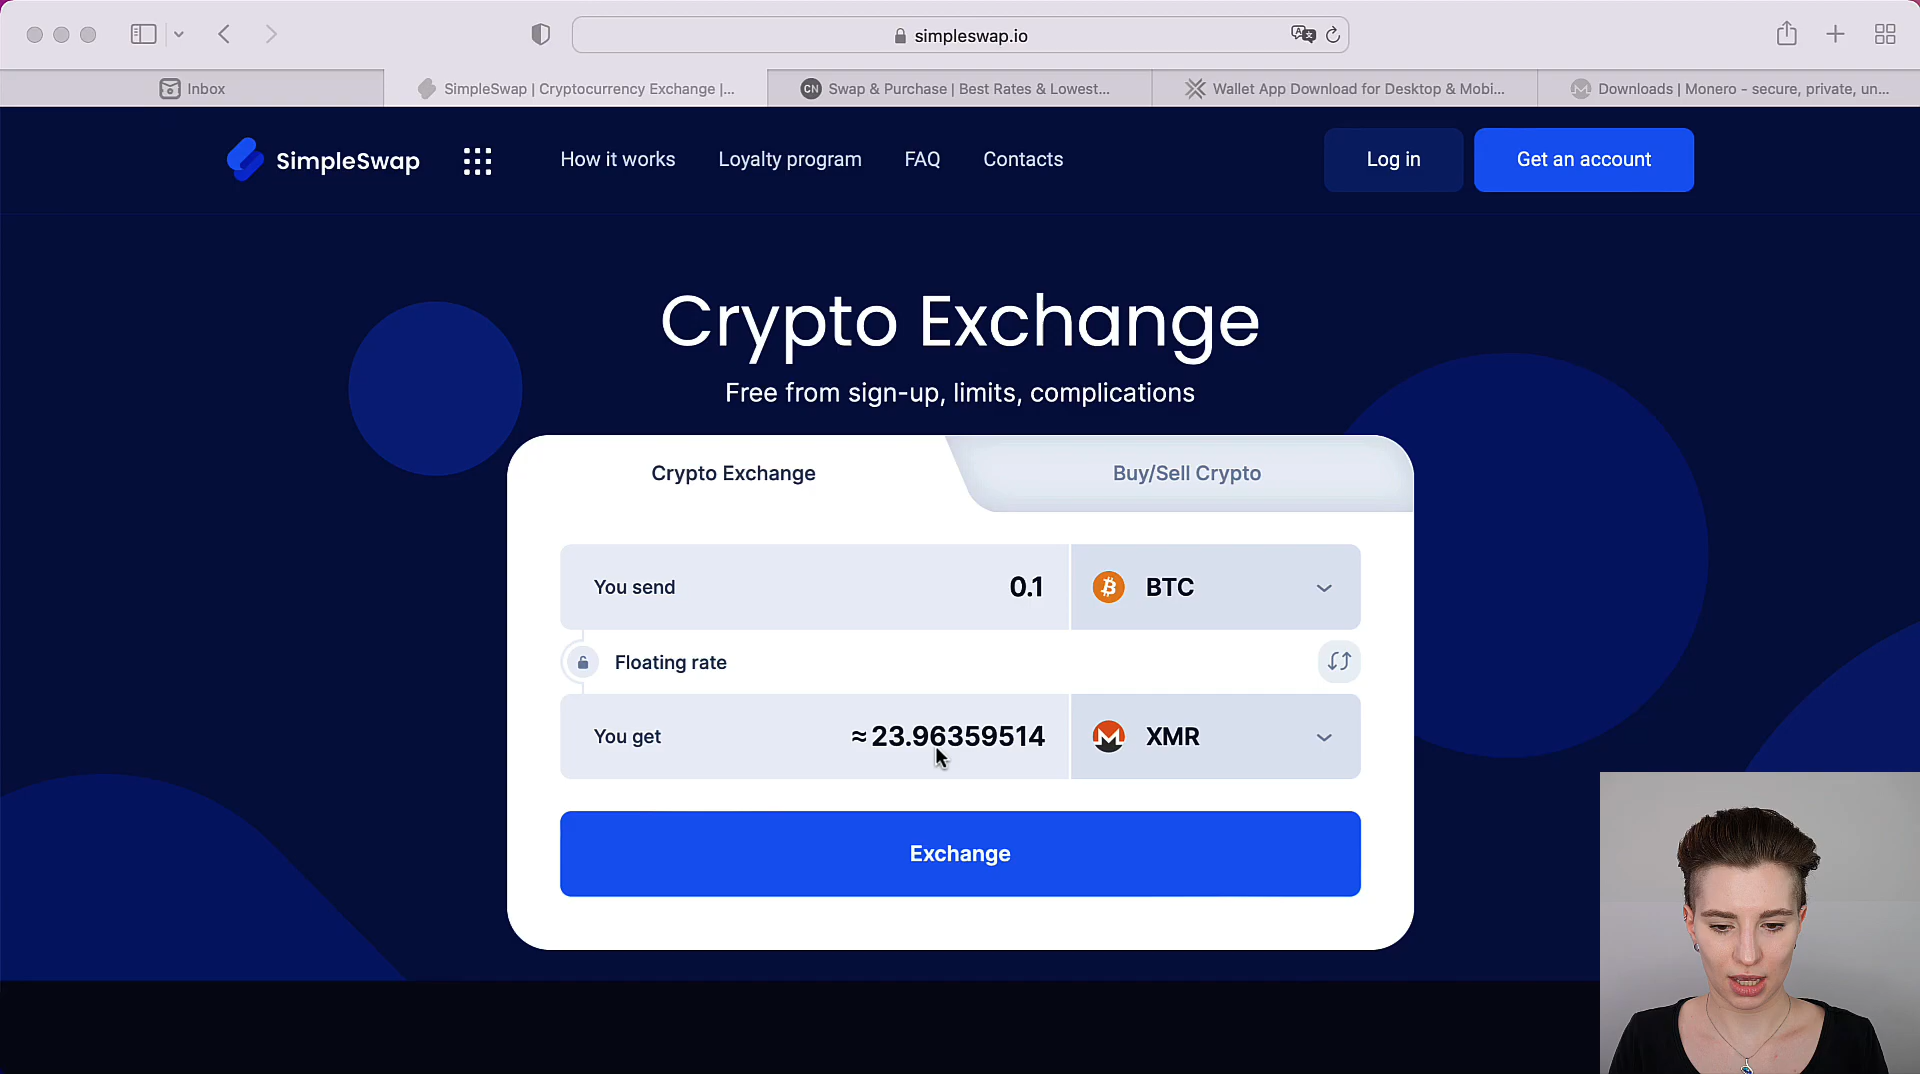 simpleswap.io
Inbox
SimpleSwap | Cryptocurrency Exchange |...
CN Swap & Purchase | Best Rates & Lowest...
Wallet App Download for Desktop & Mobi...
Downloads | Monero - secure, private, un...
SimpleSwap
How it works
Loyalty program
FAQ
Contacts
Log in
Get an account
Crypto Exchange
Free from sign-up, limits, complications
Crypto Exchange
Buy/Sell Crypto
You send
0.1
BTC
Floating rate
You get
≈ 23.96359514
XMR
Exchange